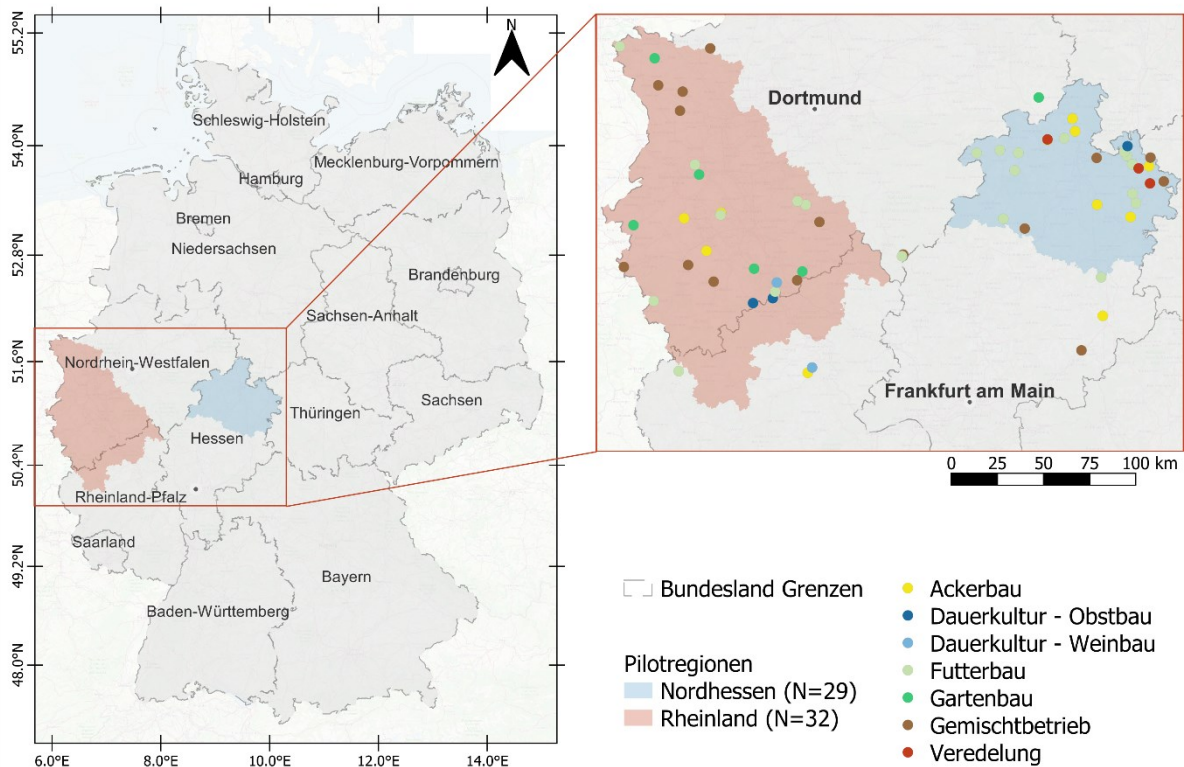 55.2°N
54.0°N
52.8°N
51.6°N
50.4°N
49.2°N
48.0°N
6.0°E
8.0°E
10.0°E
12.0°E
14.0°E
N
Schleswig-Holstein
Mecklenburg-Vorpommern
Hamburg
Bremen
Niedersachsen
Brandenburg
Sachsen-Anhalt
Nordrhein-Westfalen
Sachsen
Thüringen
Hessen
Rheinland-Pfalz
Saarland
Bayern
Baden-Württemberg
Dortmund
Frankfurt am Main
0 25 50 75 100 km
Bundesland Grenzen
Pilotregionen
Nordhessen (N=29)
Rheinland (N=32)
Ackerbau
Dauerkultur - Obstbau
Dauerkultur - Weinbau
Futterbau
Gartenbau
Gemischtbetrieb
Veredelung